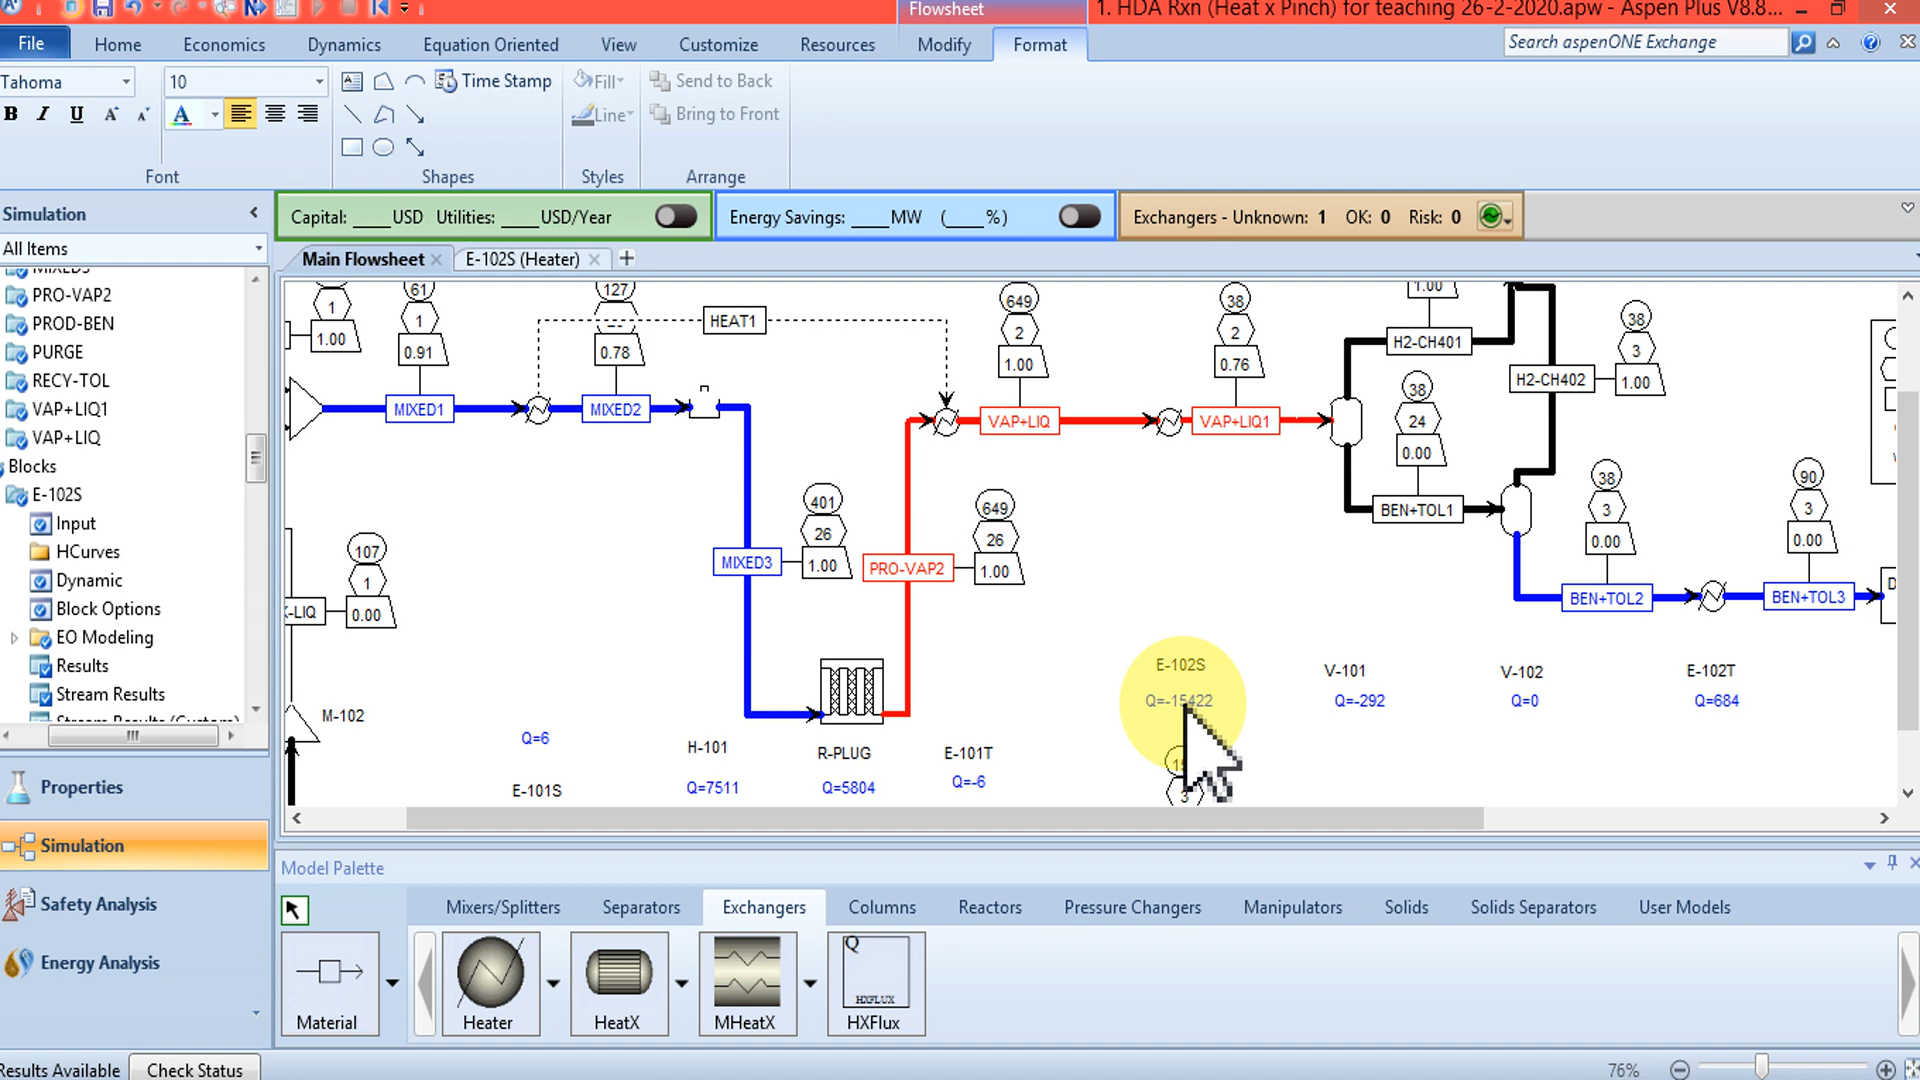 Flowsheet
1. HDA Rxn (Heat x Pinch) for teaching 26-2-2020.apw - Aspen Plus V8.8...
File Home Economics Dynamics Equation Oriented View Customize Resources Modify Format Search aspenONE Exchange
Tahoma 10 A Time Stamp Fill Send to Back
B I U A A A Line Bring to Front
Font Shapes Styles Arrange
Simulation
Capital: ____USD Utilities: ____USD/Year
Energy Savings: ____MW (____%)
Exchangers - Unknown: 1 OK: 0 Risk: 0
All Items
Main Flowsheet
E-102S (Heater)
PRO-VAP2
PROD-BEN
PURGE
RECY-TOL
VAP+LIQ1
VAP+LIQ
Blocks
E-102S
Input
HCurves
Dynamic
Block Options
EO Modeling
Results
Stream Results
Stream Results (Custom)
1
1.00
61
1
0.91
127
0.78
HEAT1
649
2
1.00
38
2
0.76
1.00
H2-CH401
38
3
1.00
H2-CH402
MIXED1
MIXED2
VAP+LIQ
VAP+LIQ1
38
24
0.00
BEN+TOL1
401
26
1.00
MIXED3
649
26
1.00
PRO-VAP2
38
3
0.00
90
3
0.00
BEN+TOL2
BEN+TOL3
D
107
1
0.00
-LIQ
M-102
E-102S
Q=-15422
V-101
Q=-292
V-102
Q=0
E-102T
Q=684
Q=6
E-101S
H-101
Q=7511
R-PLUG
Q=5804
E-101T
Q=-6
3
Properties
Simulation
Safety Analysis
Energy Analysis
Model Palette
Mixers/Splitters Separators Exchangers Columns Reactors Pressure Changers Manipulators Solids Solids Separators User Models
Q
HXFLUX
Material Heater HeatX MHeatX HXFlux
Results Available Check Status 76%